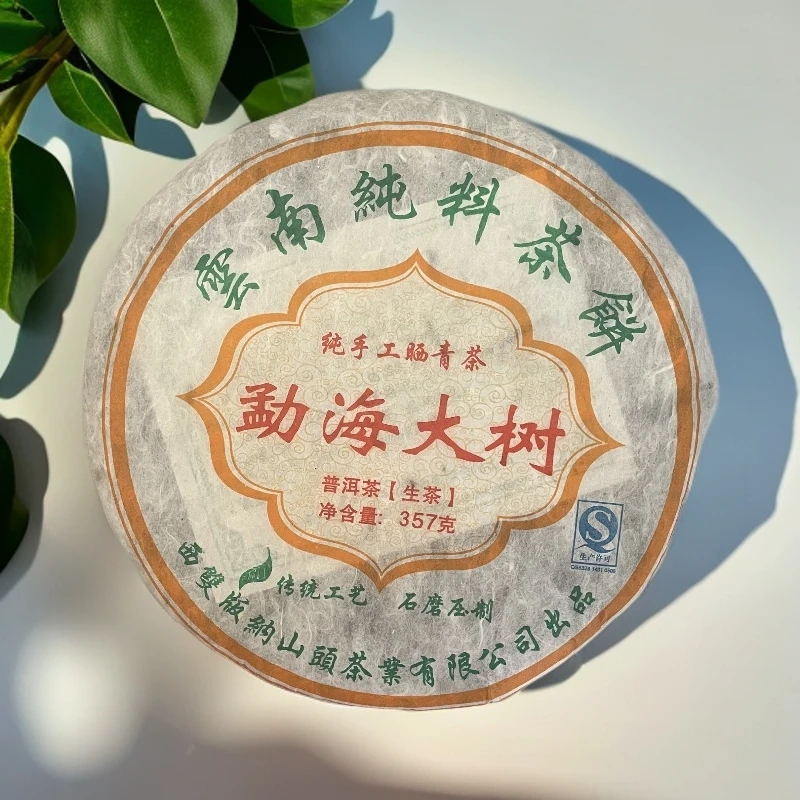 雲南純料茶餅
纯手工晒青茶
勐海大树
普洱茶【生茶】
净含量: 357克
生产许可
传统工艺 石磨压制
西雙版納山頭茶業有限公司出品